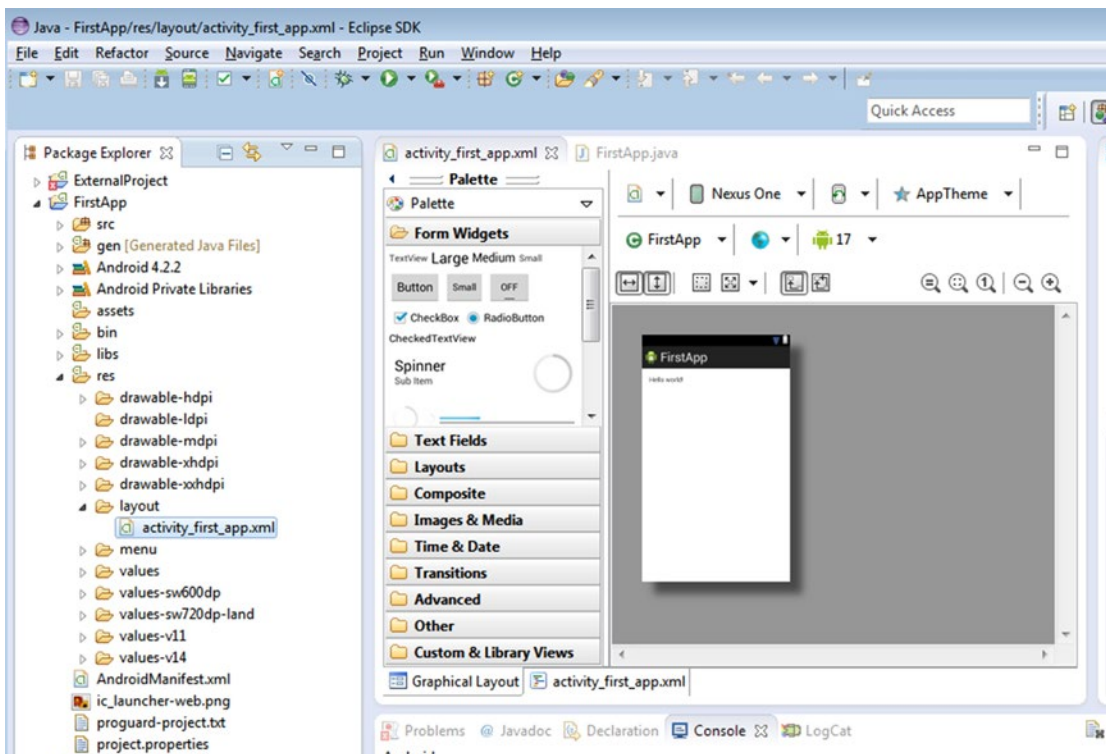 Java - FirstApp/res/layout/activity_first_app.xml - Eclipse SDK
File Edit Refactor Source Navigate Search Project Run Window Help
Quick Access
Package Explorer
ExternalProject
FirstApp
src
gen [Generated Java Files]
Android 4.2.2
Android Private Libraries
assets
bin
libs
res
drawable-hdpi
drawable-ldpi
drawable-mdpi
drawable-xhdpi
drawable-xxhdpi
layout
activity_first_app.xml
menu
values
values-sw600dp
values-sw720dp-land
values-v11
values-v14
AndroidManifest.xml
ic_launcher-web.png
proguard-project.txt
project.properties
activity_first_app.xml FirstApp.java
Palette
Palette
Form Widgets
TextView Large Medium Small
Button Small OFF
CheckBox RadioButton
CheckedTextView
Spinner
Sub Item
Text Fields
Layouts
Composite
Images & Media
Time & Date
Transitions
Advanced
Other
Custom & Library Views
Nexus One AppTheme
FirstApp 17
FirstApp
Hello world!
Graphical Layout activity_first_app.xml
Problems @ Javadoc Declaration Console LogCat